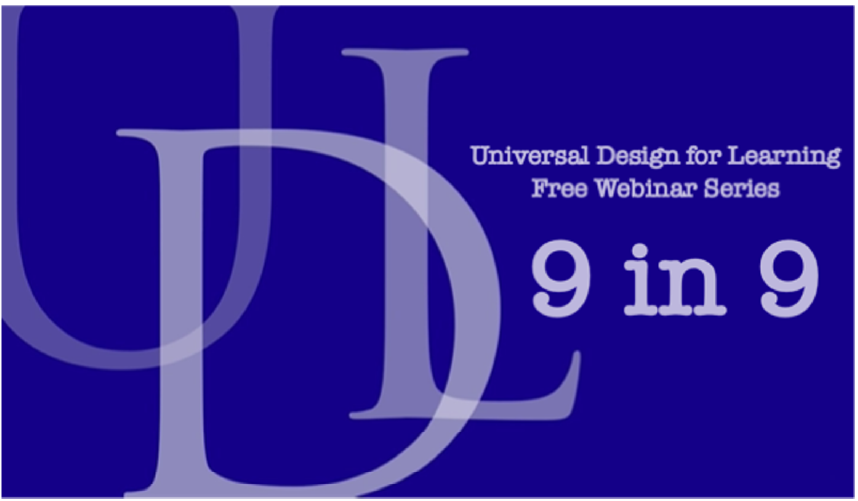 UDL
Universal Design for Learning
Free Webinar Series
9 in 9